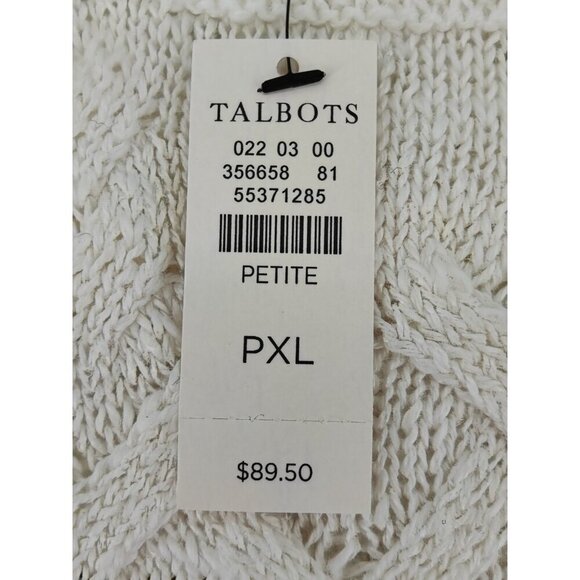 TALBOTS
022 03 00
356658 81
55371285
PETITE
PXL
$89.50